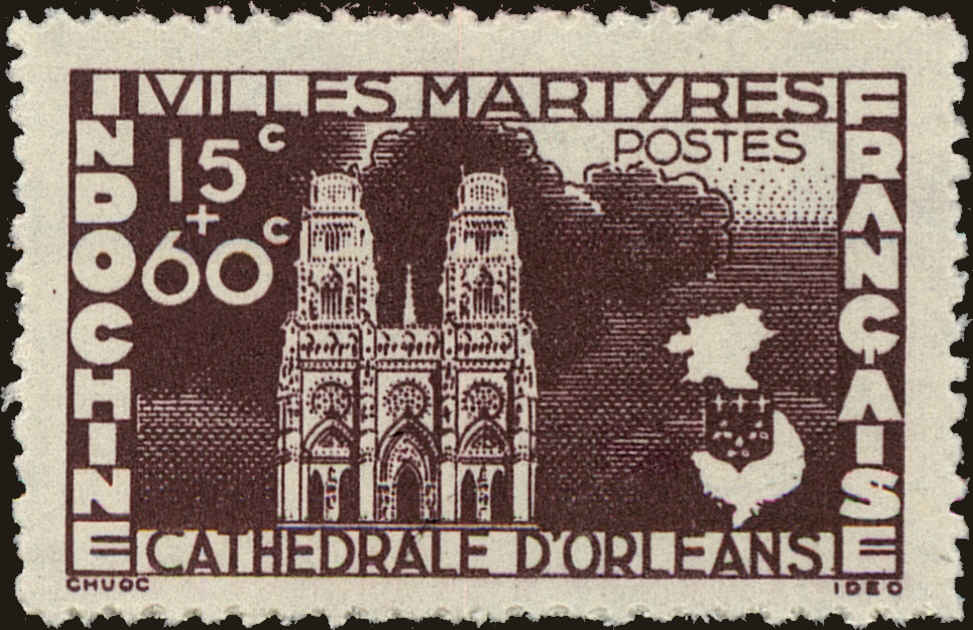 VILLES MARTYRES
INDOCHINE
FRANÇAISE
15c
+
60c
POSTES
CATHEDRALE D'ORLEANS
CHUOC
IDEO